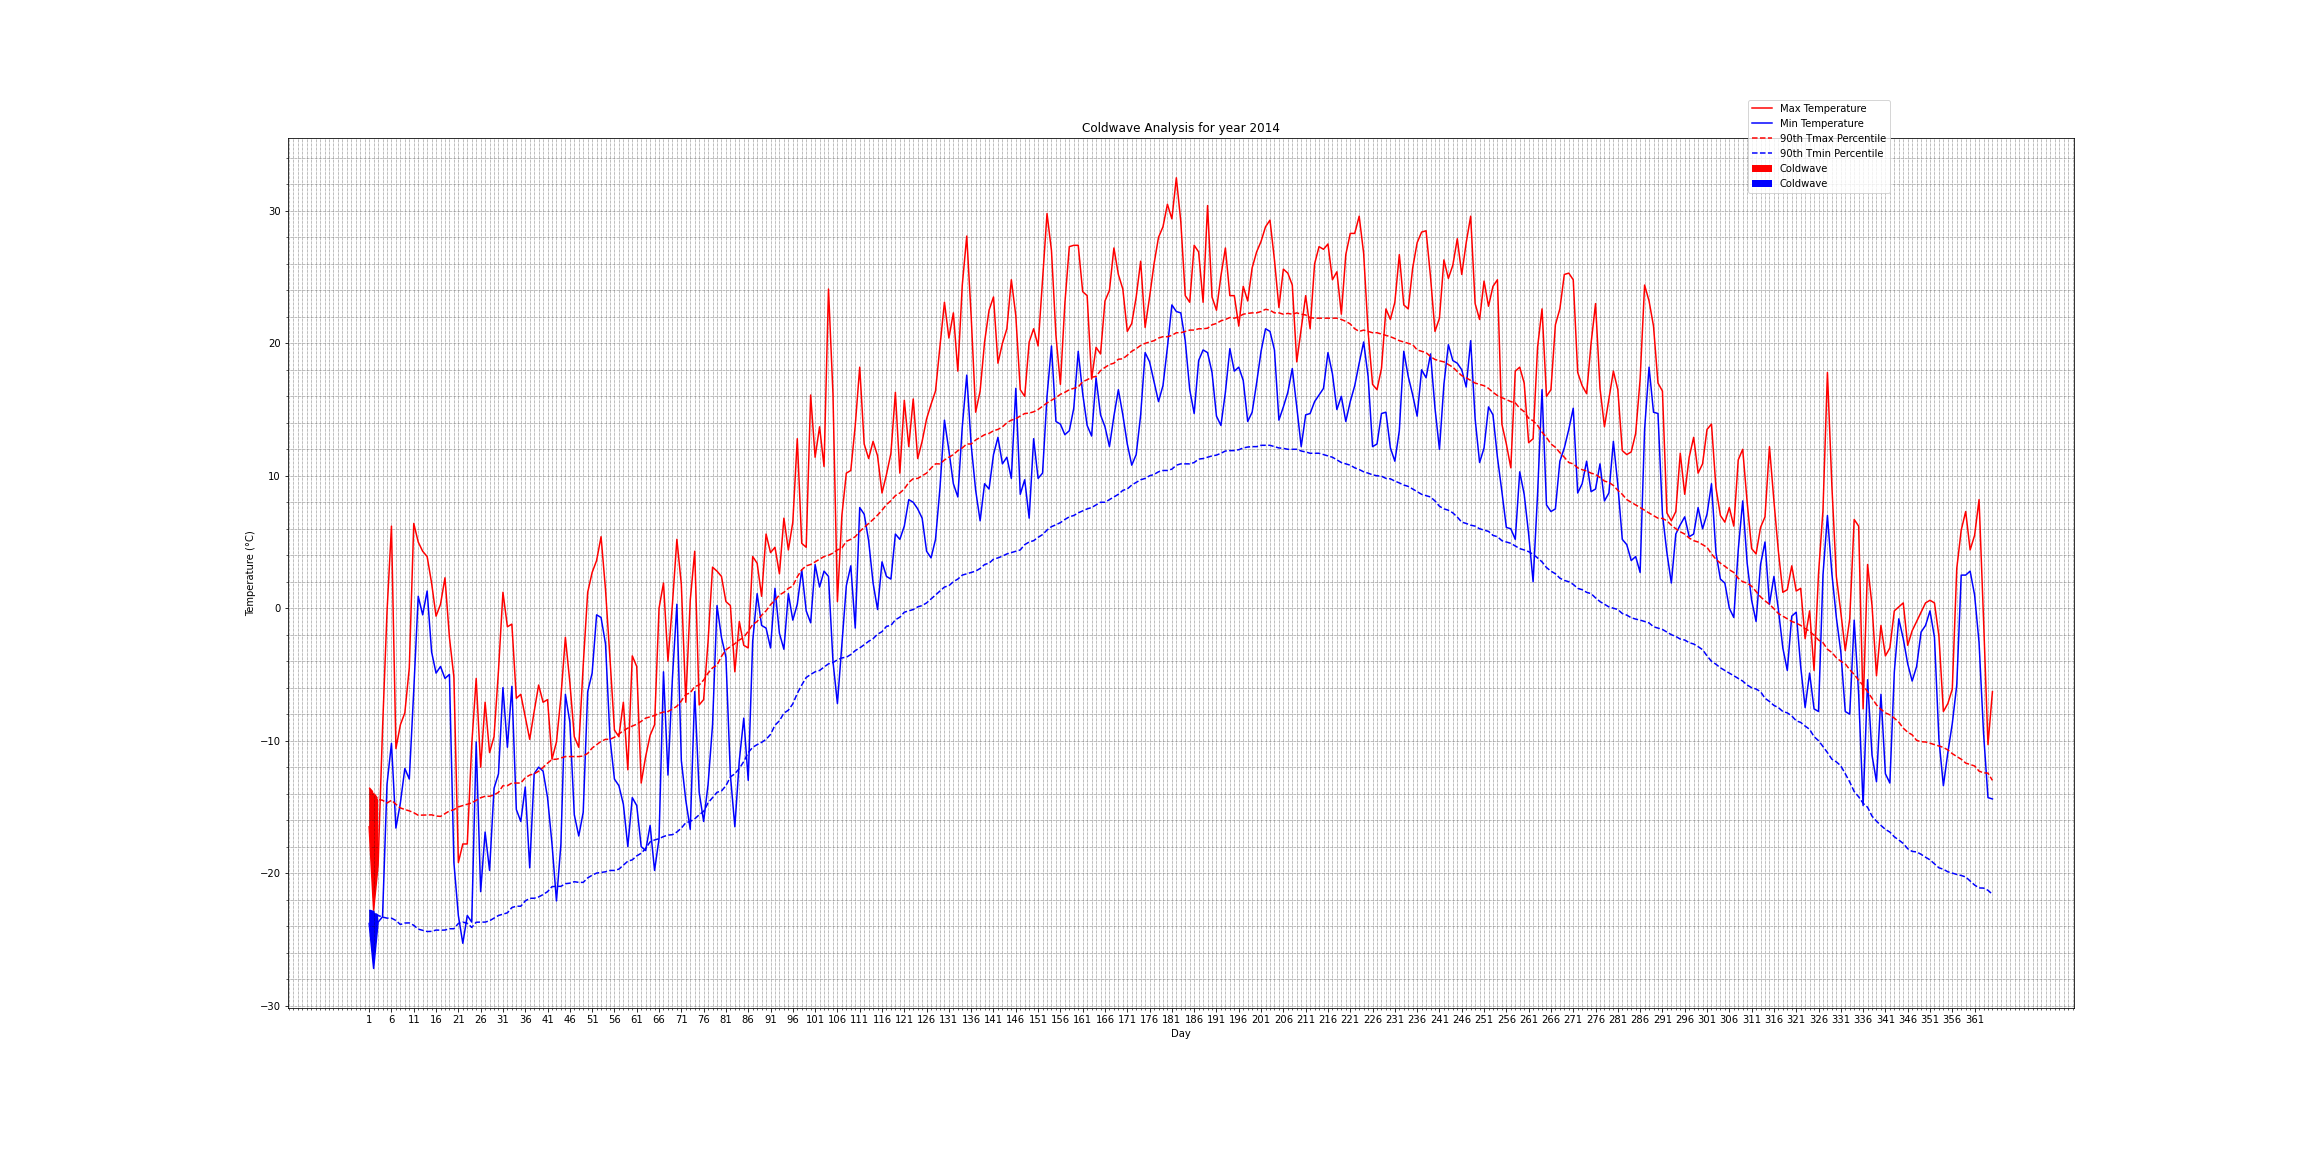 Coldwave Analysis for year 2014
Max Temperature
Min Temperature
90th Tmax Percentile
90th Tmin Percentile
Coldwave
Coldwave
Temperature (°C)
30
20
10
0
−10
−20
−30
1 6 11 16 21 26 31 36 41 46 51 56 61 66 71 76 81 86 91 96 101 106 111 116 121 126 131 136 141 146 151 156 161 166 171 176 181 186 191 196 201 206 211 216 221 226 231 236 241 246 251 256 261 266 271 276 281 286 291 296 301 306 311 316 321 326 331 336 341 346 351 356 361
Day